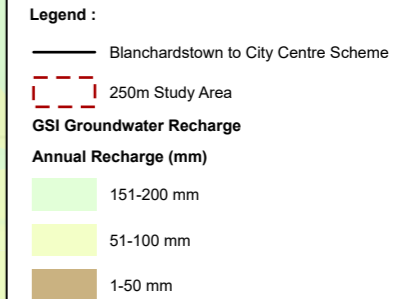 Legend :
Blanchardstown to City Centre Scheme
250m Study Area
GSI Groundwater Recharge
Annual Recharge (mm)
151-200 mm
51-100 mm
1-50 mm